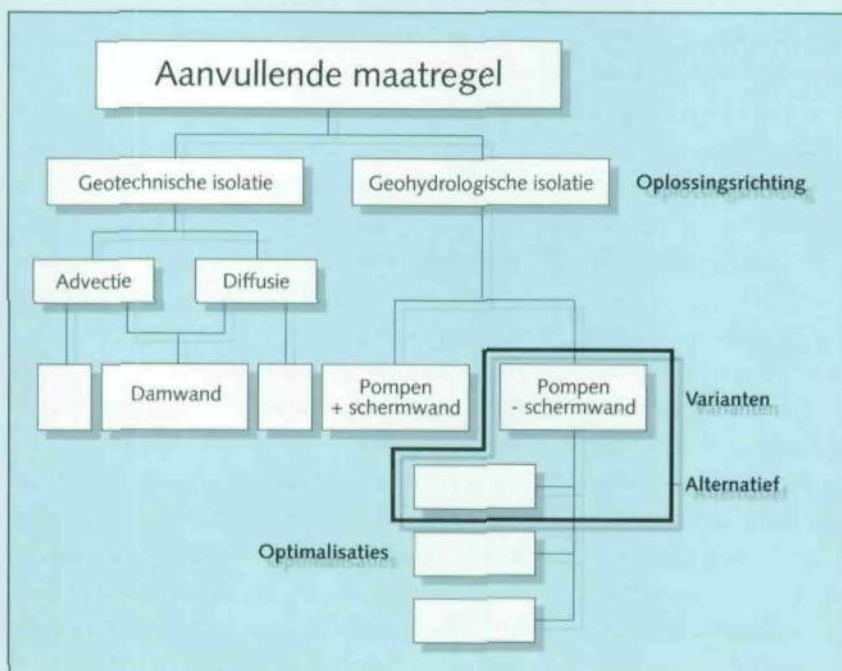 Aanvullende maatregel
Geotechnische isolatie
Geohydrologische isolatie
Oplossingsrichting
Advectie
Diffusie
Damwand
Pompen
+ schermwand
Pompen
- schermwand
Varianten
Alternatief
Optimalisaties